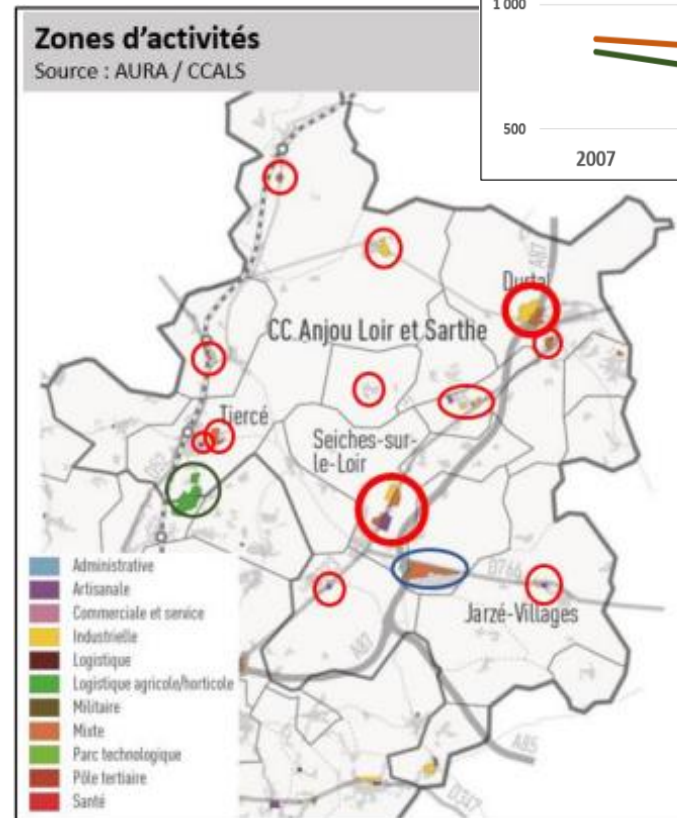 Zones d’activités
Source : AURA / CCALS
1 000
500
2007
A87
Durtal
CC Anjou Loir et Sarthe
Tiercé
Seiches-sur-
le-Loir
D766
Jarzé-Villages
A87
A85
D347
Administrative
Artisanale
Commerciale et service
Industrielle
Logistique
Logistique agricole/horticole
Militaire
Mixte
Parc technologique
Pôle tertiaire
Santé